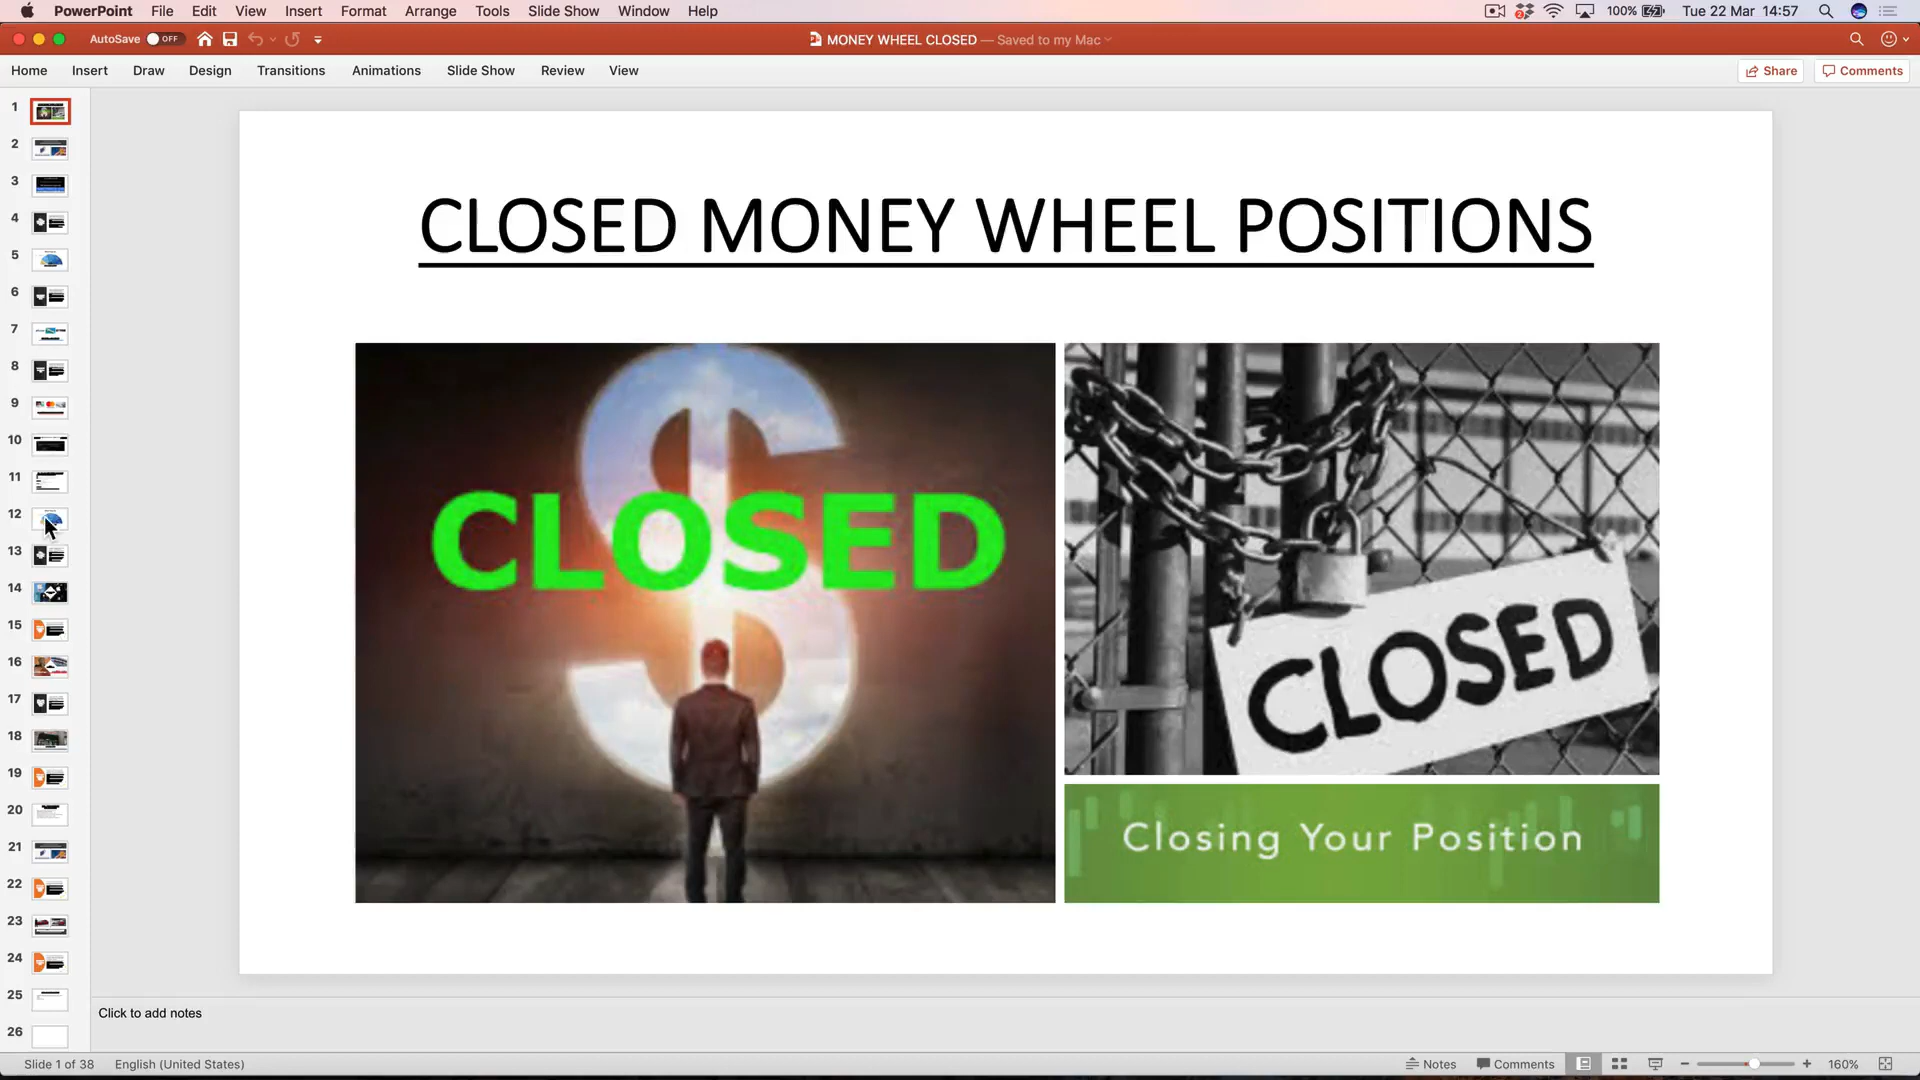 PowerPoint File Edit View Insert Format Arrange Tools Slide Show Window Help 2 100% Tue 22 Mar 14:57
AutoSave OFF MONEY WHEEL CLOSED — Saved to my Mac
Home Insert Draw Design Transitions Animations Slide Show Review View Share Comments
1
2
3
4
5
6
7
8
9
10
11
12
13
14
15
16
17
18
19
20
21
22
23
24
25
26
CLOSED MONEY WHEEL POSITIONS
CLOSED
CLOSED
Closing Your Position
Click to add notes
Slide 1 of 38 English (United States) Notes Comments 160%